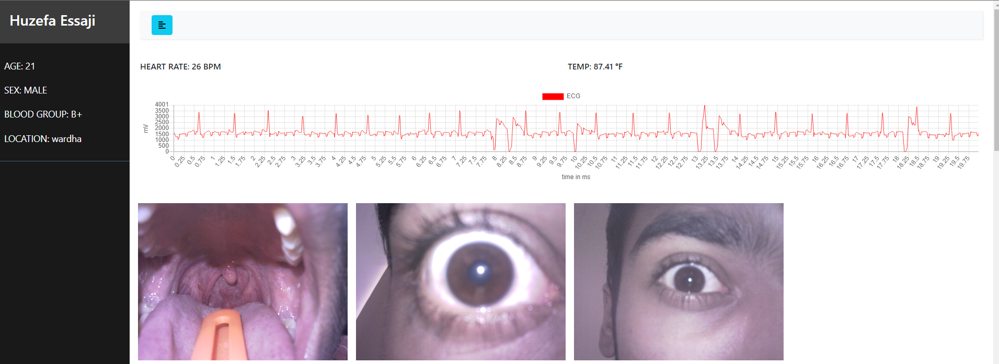 Huzefa Essaji
AGE: 21
SEX: MALE
BLOOD GROUP: B+
LOCATION: wardha
HEART RATE: 26 BPM
TEMP: 87.41 °F
ECG
4001
3500
3000
2500
2000
1500
1000
500
0
mV
0 0.25 0.5 0.75 1 1.25 1.5 1.75 2 2.25 2.5 2.75 3 3.25 3.5 3.75 4 4.25 4.5 4.75 5 5.25 5.5 5.75 6 6.25 6.5 6.75 7 7.25 7.5 7.75 8 8.25 8.5 8.75 9 9.25 9.5 9.75 10 10.25 10.5 10.75 11 11.25 11.5 11.75 12 12.25 12.5 12.75 13 13.25 13.5 13.75 14 14.25 14.5 14.75 15 15.25 15.5 15.75 16 16.25 16.5 16.75 17 17.25 17.5 17.75 18 18.25 18.5 18.75 19 19.25 19.5 19.75
time in ms